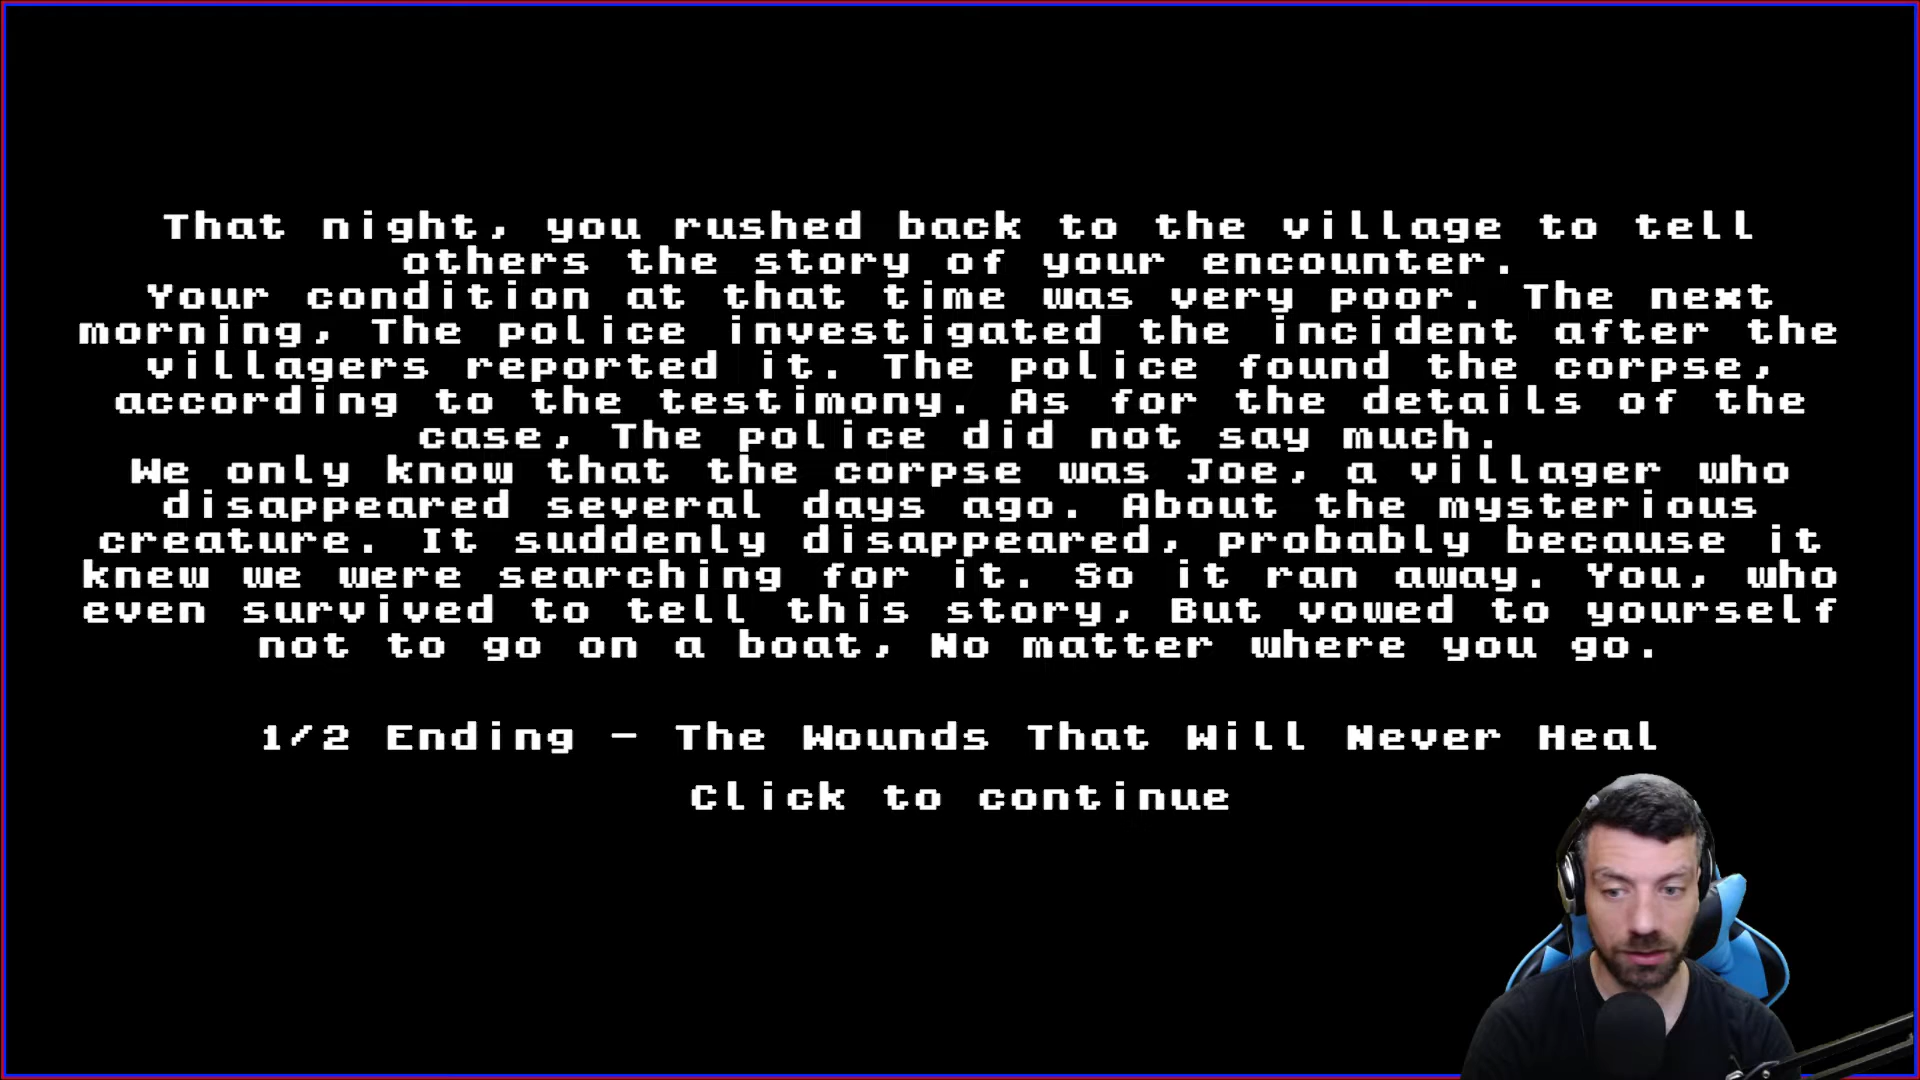 That night, you rushed back to the village to tell
others the story of your encounter.
Your condition at that time was very poor. The next
morning, The police investigated the incident after the
villagers reported it. The police found the corpse,
according to the testimony. As for the details of the
case, The police did not say much.
We only know that the corpse was Joe, a villager who
disappeared several days ago. About the mysterious
creature. It suddenly disappeared, probably because it
knew we were searching for it. So it ran away. You, who
even survived to tell this story, But vowed to yourself
not to go on a boat, No matter where you go.
1/2 Ending - The Wounds That Will Never Heal
Click to continue